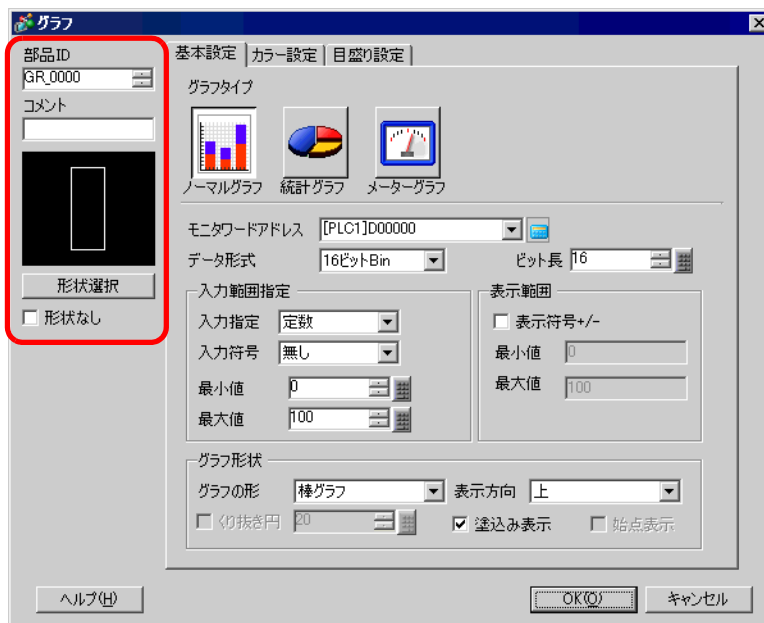 グラフ
部品ID
GR_0000
コメント
形状選択
形状なし
基本設定 カラー設定 目盛り設定
グラフタイプ
ノーマルグラフ 統計グラフ メーターグラフ
モニタワードアドレス [PLC1]D00000
データ形式 16ビットBin ビット長 16
入力範囲指定
入力指定 定数
入力符号 無し
最小値 0
最大値 100
表示範囲
表示符号+/-
最小値 0
最大値 100
グラフ形状
グラフの形 棒グラフ 表示方向 上
くり抜き円 20 塗込み表示 始点表示
ヘルプ(H) OK(O) キャンセル